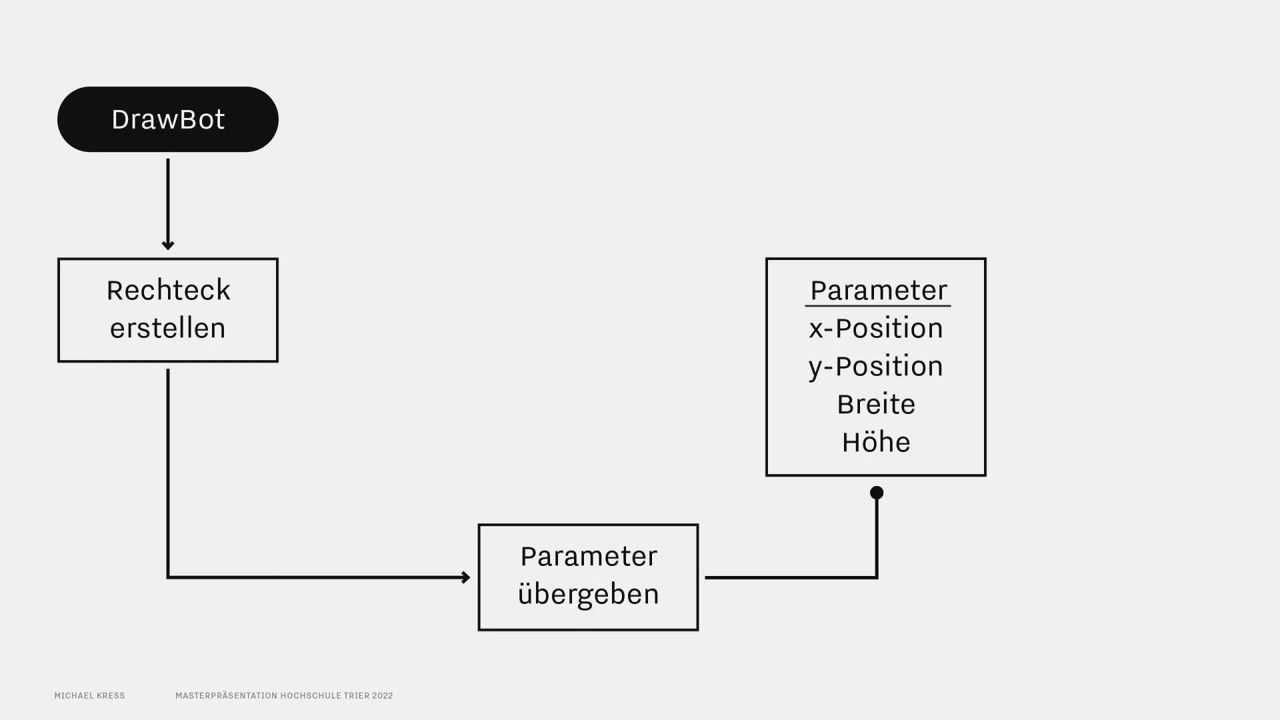 DrawBot
Rechteck
erstellen
Parameter
x-Position
y-Position
Breite
Höhe
Parameter
übergeben
MICHAEL KRESS
MASTERPRÄSENTATION HOCHSCHULE TRIER 2022